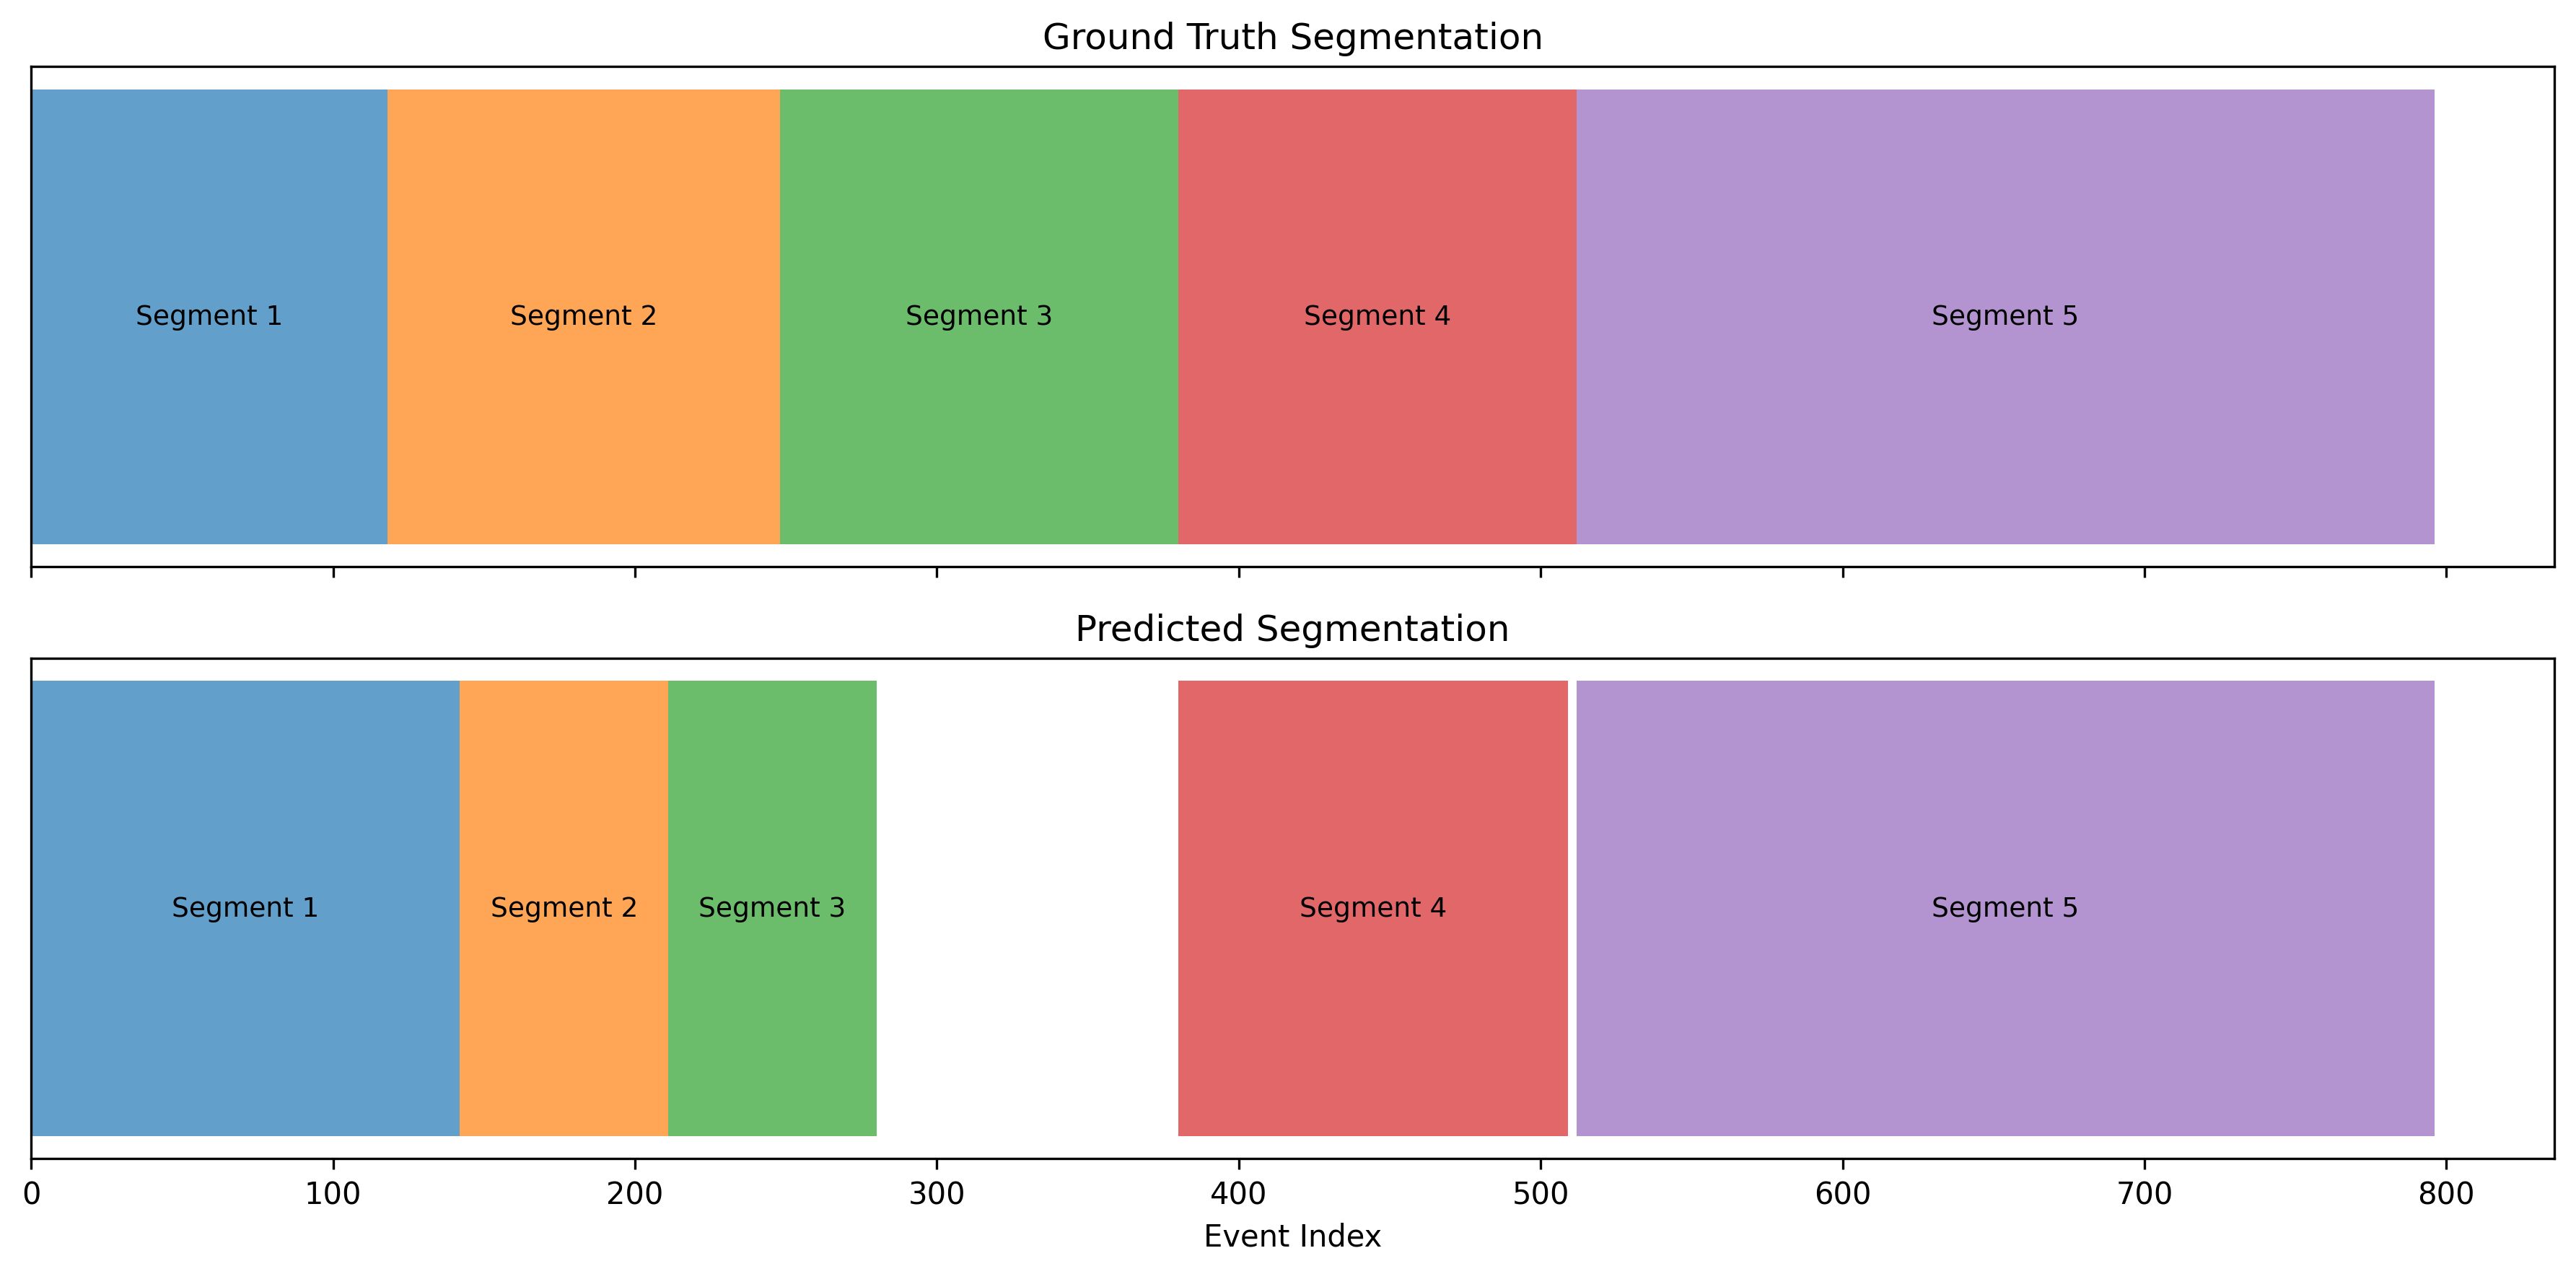 Ground Truth Segmentation
Segment 1 Segment 2 Segment 3 Segment 4 Segment 5
Predicted Segmentation
Segment 1 Segment 2 Segment 3 Segment 4 Segment 5
0 100 200 300 400 500 600 700 800
Event Index